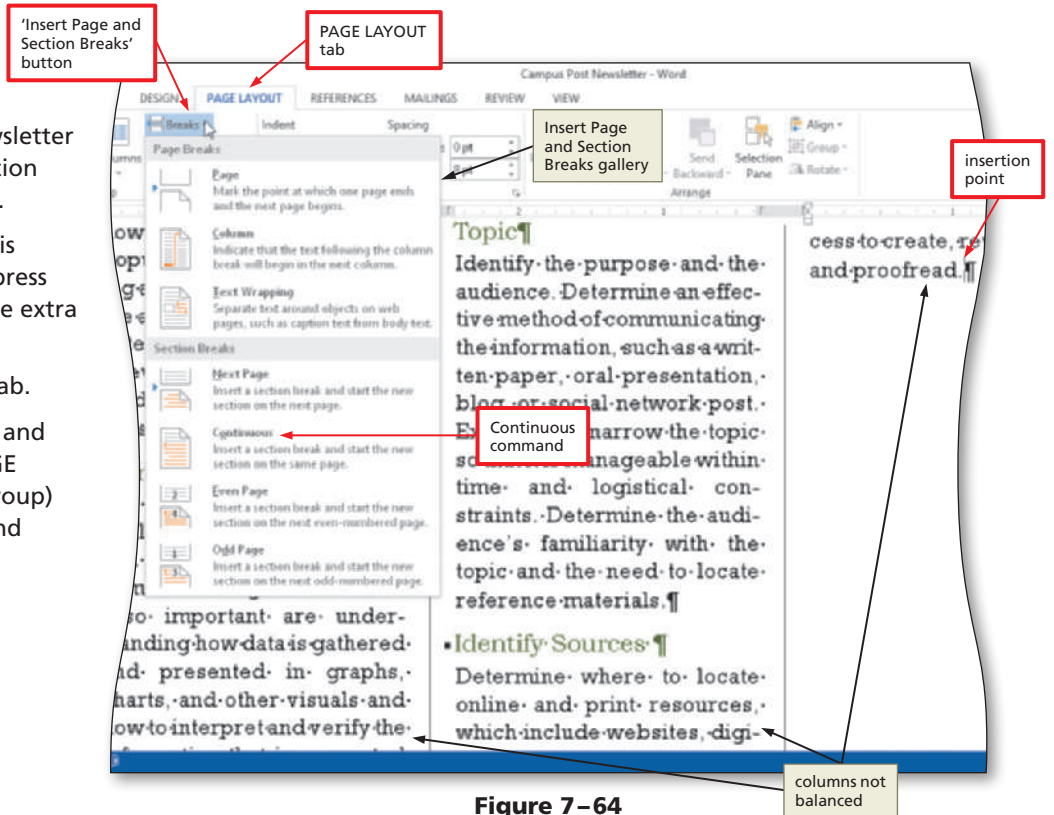 'Insert Page and
Section Breaks'
button
PAGE LAYOUT
tab
Campus Post Newsletter - Word
DESIGN PAGE LAYOUT REFERENCES MAILINGS REVIEW VIEW
Breaks Indent Spacing
0 pt
Align
Group
Rotate
Send
Backward
Selection
Pane
Arrange
Insert Page
and Section
Breaks gallery
insertion
point
Page Breaks
Page
Mark the point at which one page ends
and the next page begins.
Column
Indicate that the text following the column
break will begin in the next column.
Text Wrapping
Separate text around objects on web
pages, such as caption text from body text.
Section Breaks
Next Page
Insert a section break and start the new
section on the next page.
Continuous
Insert a section break and start the new
section on the same page.
Even Page
Insert a section break and start the new
section on the next even-numbered page.
Odd Page
Insert a section break and start the new
section on the next odd-numbered page.
Continuous
command
so· important· are· under-
anding·how·data·is·gathered·
nd· presented· in· graphs,·
harts,·and·other·visuals·and·
ow·to·interpret·and·verify·the·
Topic¶
Identify·the·purpose·and·the·
audience.·Determine·an·effec-
tive·method·of·communicating·
the·information,·such·as·a·writ-
ten·paper,·oral·presentation,·
blog,·or·social·network·post.·
narrow·the·topic·
within·
time· and· logistical· con-
straints.·Determine·the·audi-
ence's· familiarity· with· the·
topic·and·the·need·to·locate·
reference·materials.¶
Identify·Sources·¶
Determine· where· to· locate·
online· and· print· resources,·
which·include·websites,·digi-
cess·to·create,·re
and·proofread.¶
columns not
balanced
wsletter
tion
.
is
press
e extra
ab.
and
GE
roup)
nd
Figure 7–64